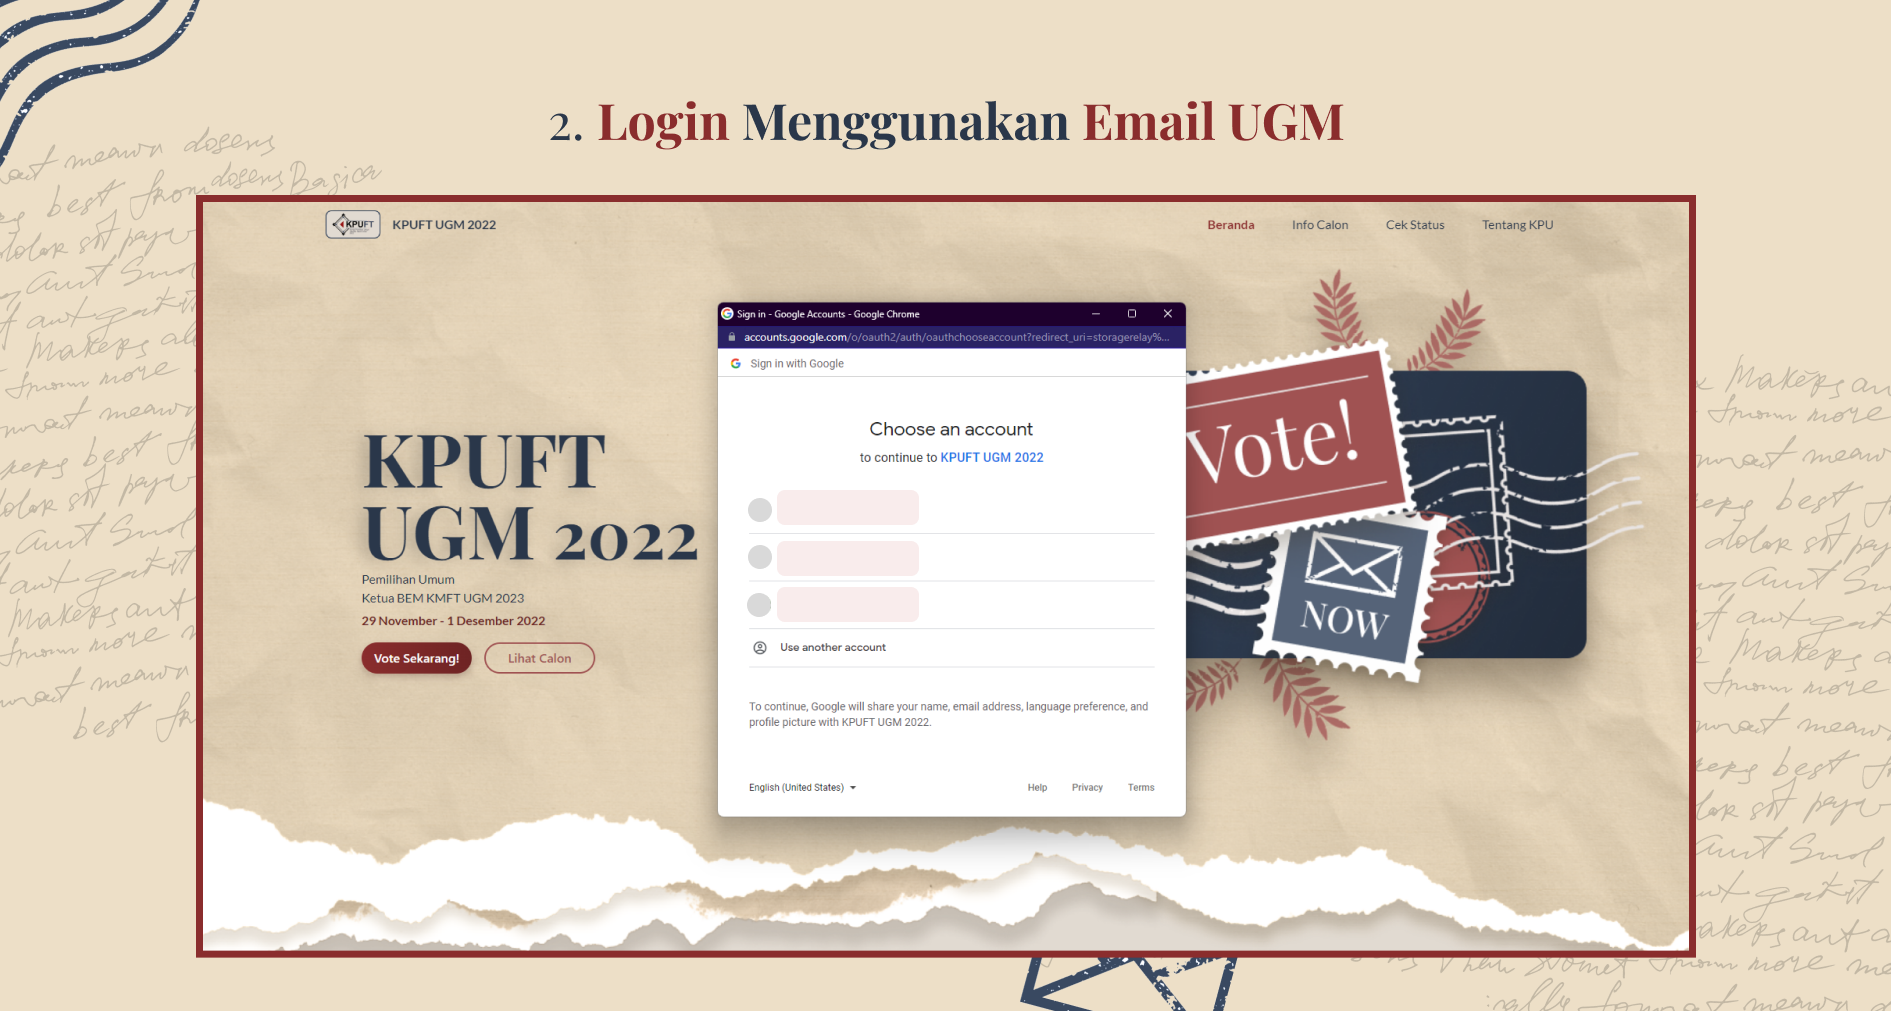 2. Login Menggunakan Email UGM
KPUFT
KPUFT UGM 2022
Beranda
Info Calon
Cek Status
Tentang KPU
Sign in - Google Accounts - Google Chrome
accounts.google.com/o/oauth2/auth/oauthchooseaccount?redirect_uri=storagerelay%...
Sign in with Google
Choose an account
to continue to KPUFT UGM 2022
Use another account
To continue, Google will share your name, email address, language preference, and
profile picture with KPUFT UGM 2022.
English (United States)
Help
Privacy
Terms
KPUFT
UGM 2022
Pemilihan Umum
Ketua BEM KMFT UGM 2023
29 November - 1 Desember 2022
Vote Sekarang!
Lihat Calon
Vote!
NOW